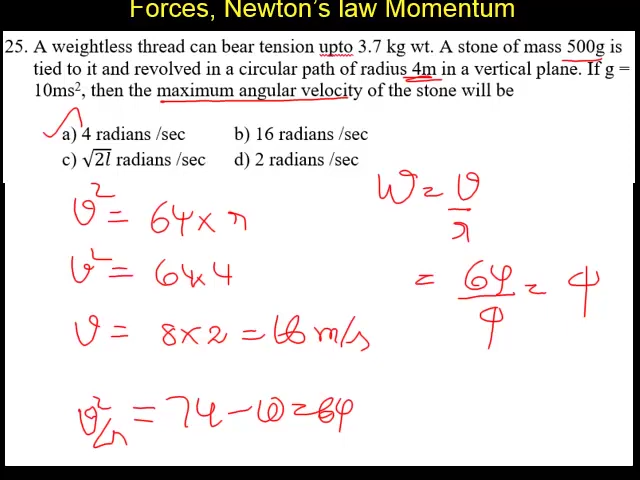 Forces, Newton's law Momentum
25. A weightless thread can bear tension upto 3.7 kg wt. A stone of mass 500g is
tied to it and revolved in a circular path of radius 4m in a vertical plane. If g =
10ms², then the maximum angular velocity of the stone will be
a) 4 radians /sec b) 16 radians /sec
c) √2l radians /sec d) 2 radians /sec
v² = 64 × r
v² = 64×4
v = 8×2 = 16 m/s
v²/r = 74 - 10 = 64
W = v/r
= 64/4 = 4